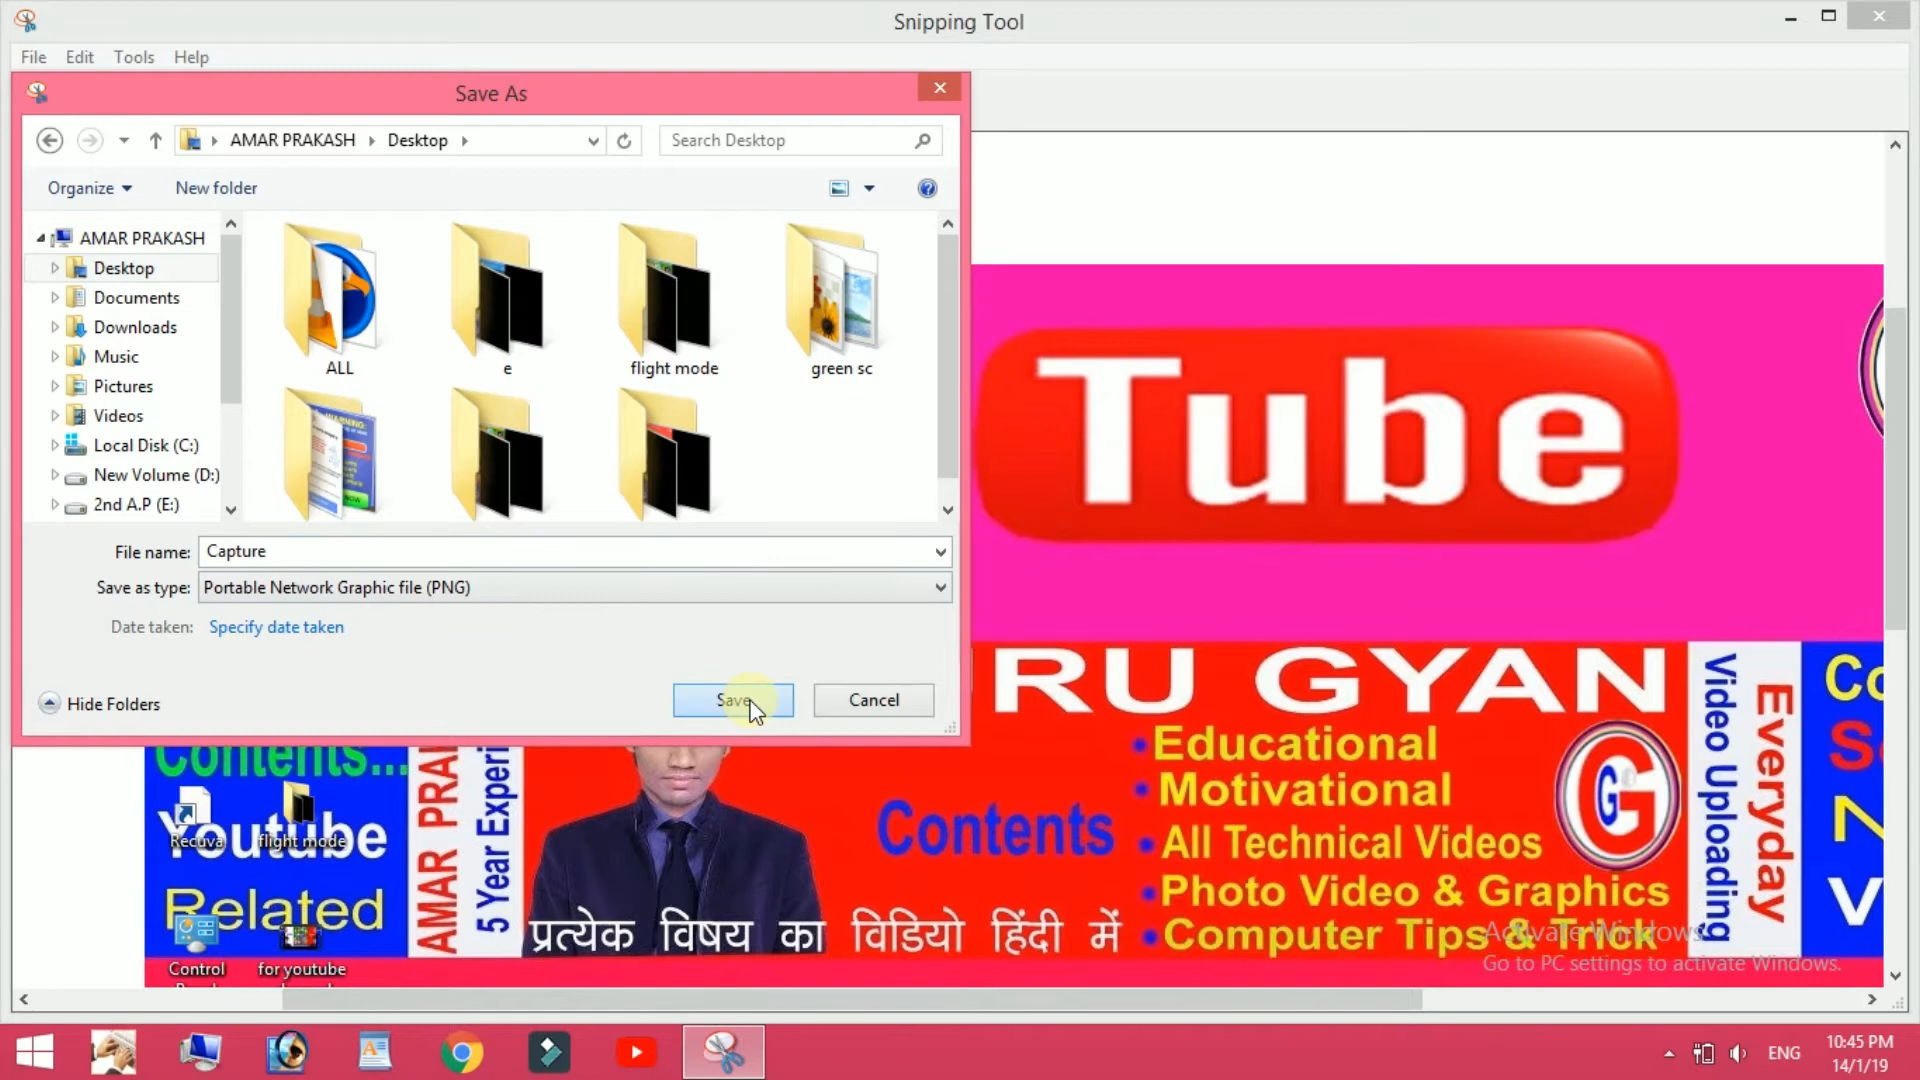 Snipping Tool
File Edit Tools Help
Save As
AMAR PRAKASH Desktop
Search Desktop
Organize New folder
AMAR PRAKASH
Desktop
Documents
Downloads
Music
Pictures
Videos
Local Disk (C:)
New Volume (D:)
2nd A.P (E:)
ALL
e
flight mode
green sc
File name: Capture
Save as type: Portable Network Graphic file (PNG)
Date taken: Specify date taken
Hide Folders
Save
Cancel
Tube
RU GYAN
Contents...
Youtube
Related
Recuva
flight mode
Control
for youtube
5 Year Experi
Contents
•Educational
•Motivational
•All Technical Videos
•Photo Video & Graphics
•Computer Tips & Trick
प्रत्येक विषय का विडियो हिंदी में
Video Uploading
Everyday
Activate Windows
Go to PC settings to activate Windows.
ENG
10:45 PM
14/1/19